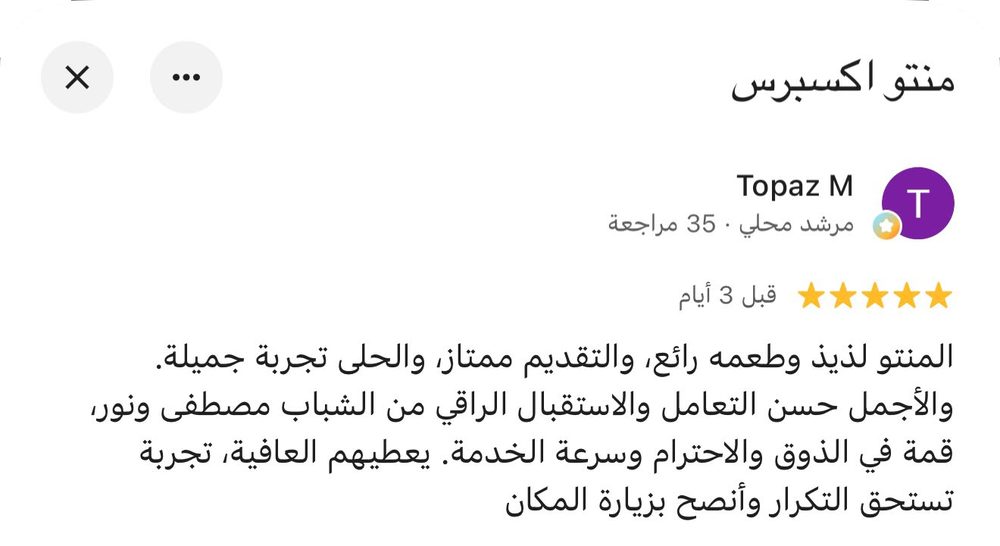 منتو اكسبرس
Topaz M
T
مرشد محلي · 35 مراجعة
قبل 3 أيام
المنتو لذيذ وطعمه رائع، والتقديم ممتاز، والحلى تجربة جميلة.
والأجمل حسن التعامل والاستقبال الراقي من الشباب مصطفى ونور،
قمة في الذوق والاحترام وسرعة الخدمة. يعطيهم العافية، تجربة
تستحق التكرار وأنصح بزيارة المكان